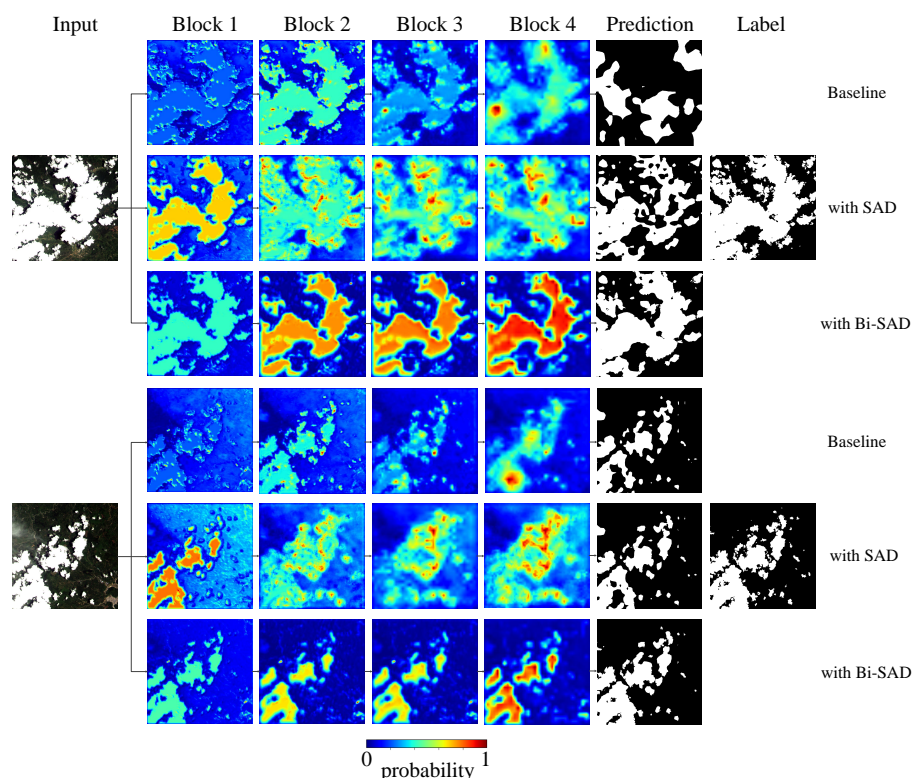 Input Block 1 Block 2 Block 3 Block 4 Prediction Label
Baseline
with SAD
with Bi-SAD
Baseline
with SAD
with Bi-SAD
0 1
probability